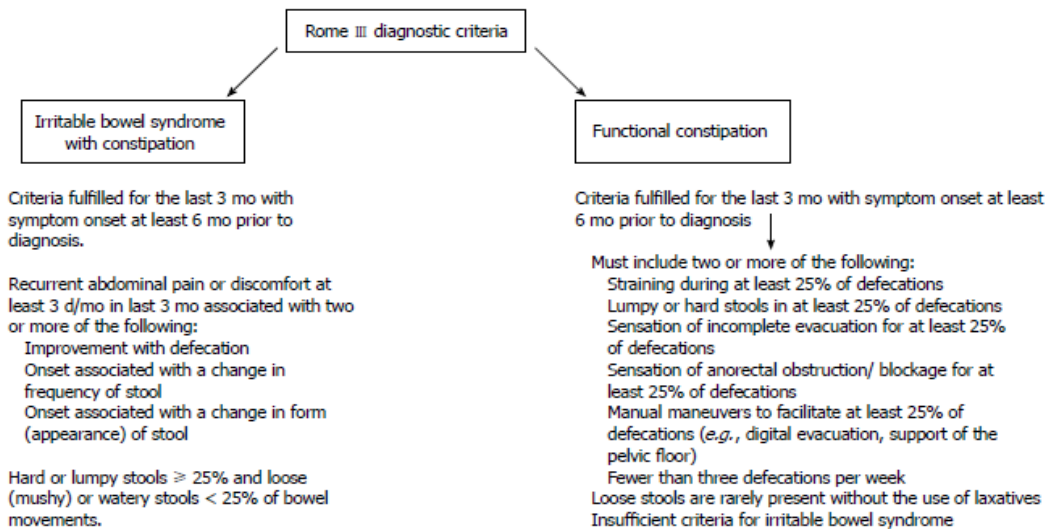 Rome III diagnostic criteria
Irritable bowel syndrome
with constipation
Functional constipation
Criteria fulfilled for the last 3 mo with
symptom onset at least 6 mo prior to
diagnosis.
Recurrent abdominal pain or discomfort at
least 3 d/mo in last 3 mo associated with two
or more of the following:
Improvement with defecation
Onset associated with a change in
frequency of stool
Onset associated with a change in form
(appearance) of stool
Hard or lumpy stools ≥ 25% and loose
(mushy) or watery stools < 25% of bowel
movements.
Criteria fulfilled for the last 3 mo with symptom onset at least
6 mo prior to diagnosis
Must include two or more of the following:
Straining during at least 25% of defecations
Lumpy or hard stools in at least 25% of defecations
Sensation of incomplete evacuation for at least 25%
of defecations
Sensation of anorectal obstruction/ blockage for at
least 25% of defecations
Manual maneuvers to facilitate at least 25% of
defecations (e.g., digital evacuation, support of the
pelvic floor)
Fewer than three defecations per week
Loose stools are rarely present without the use of laxatives
Insufficient criteria for irritable bowel syndrome